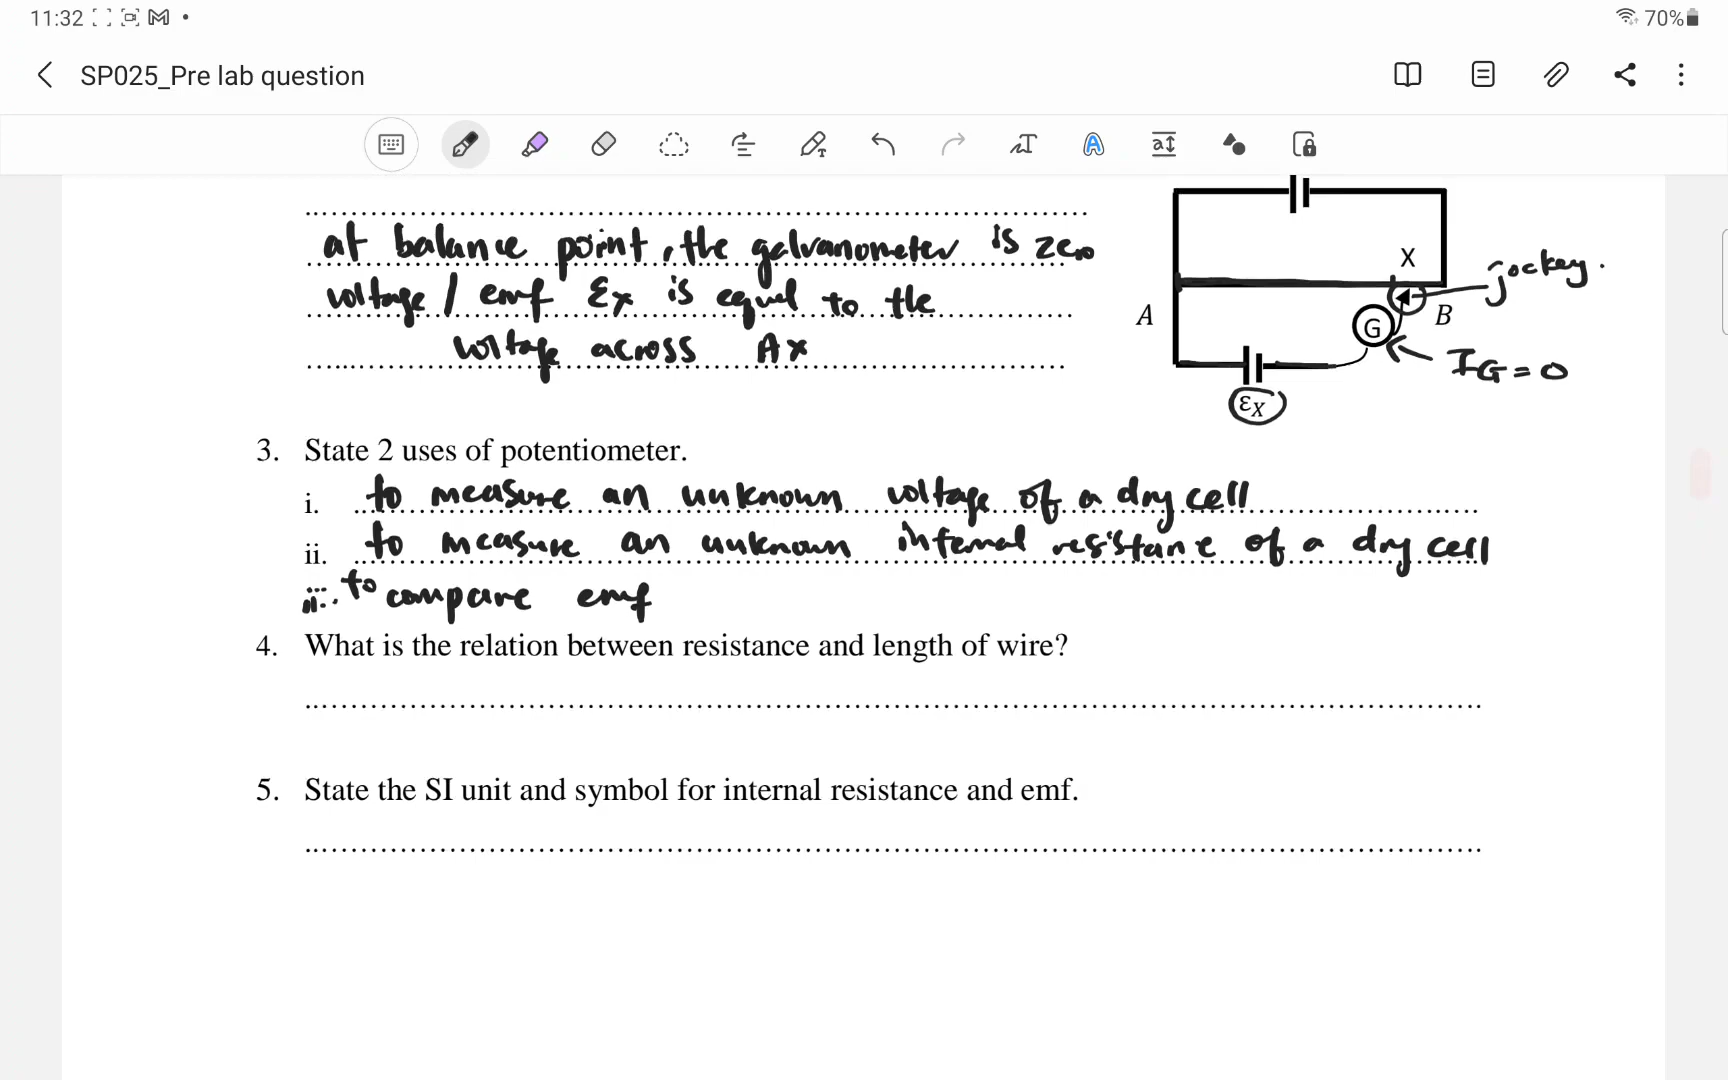 11:32
70%
SP025_Pre lab question
at balance point, the galvanometer is zero
voltage / emf εx is equal to the
voltage across Ax
X
jockey.
A
G
B
IG = 0
εX
3. State 2 uses of potentiometer.
i. to measure an unknown voltage of a dry cell
ii. to measure an unknown internal resistance of a dry cell
iii. to compare emf
4. What is the relation between resistance and length of wire?
5. State the SI unit and symbol for internal resistance and emf.